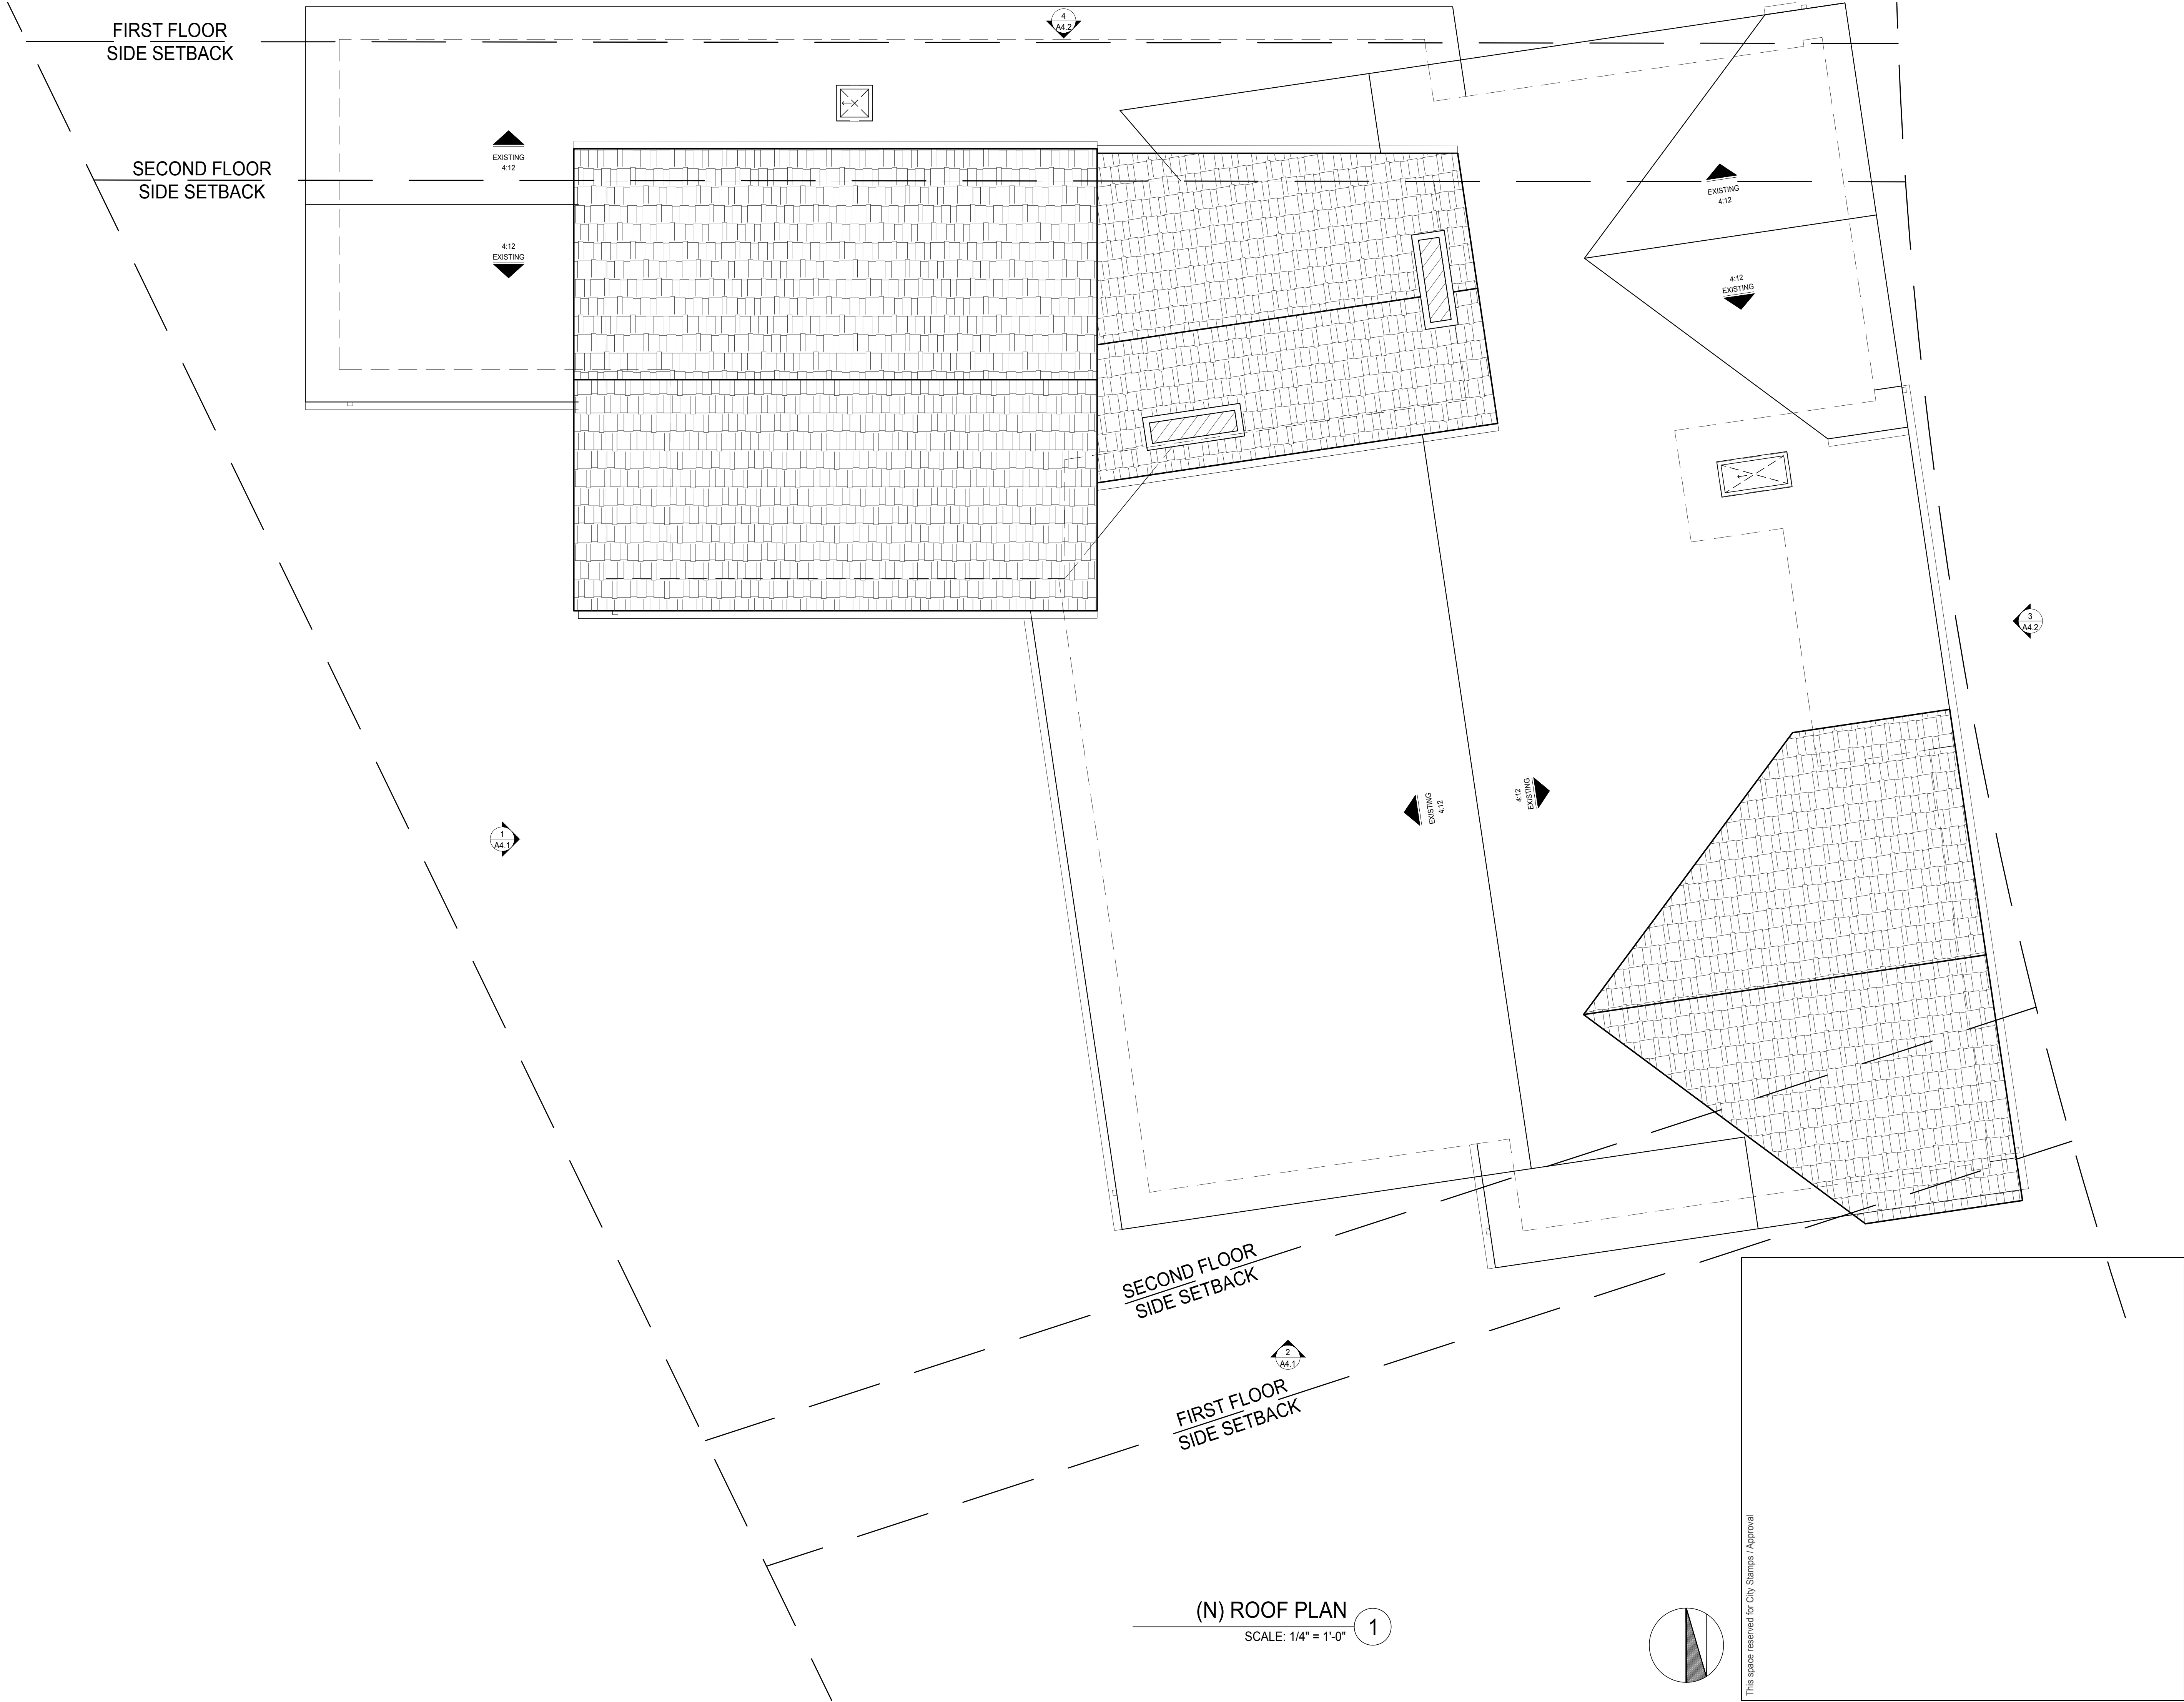 FIRST FLOOR
SIDE SETBACK
4
A4.2
SECOND FLOOR
SIDE SETBACK
EXISTING
4:12
4:12
EXISTING
EXISTING
4:12
4:12
EXISTING
3
A4.2
1
A4.1
EXISTING
4:12
4:12
EXISTING
SECOND FLOOR
SIDE SETBACK
2
A4.1
FIRST FLOOR
SIDE SETBACK
(N) ROOF PLAN
1
SCALE: 1/4" = 1'-0"
This space reserved for City Stamps / Approval